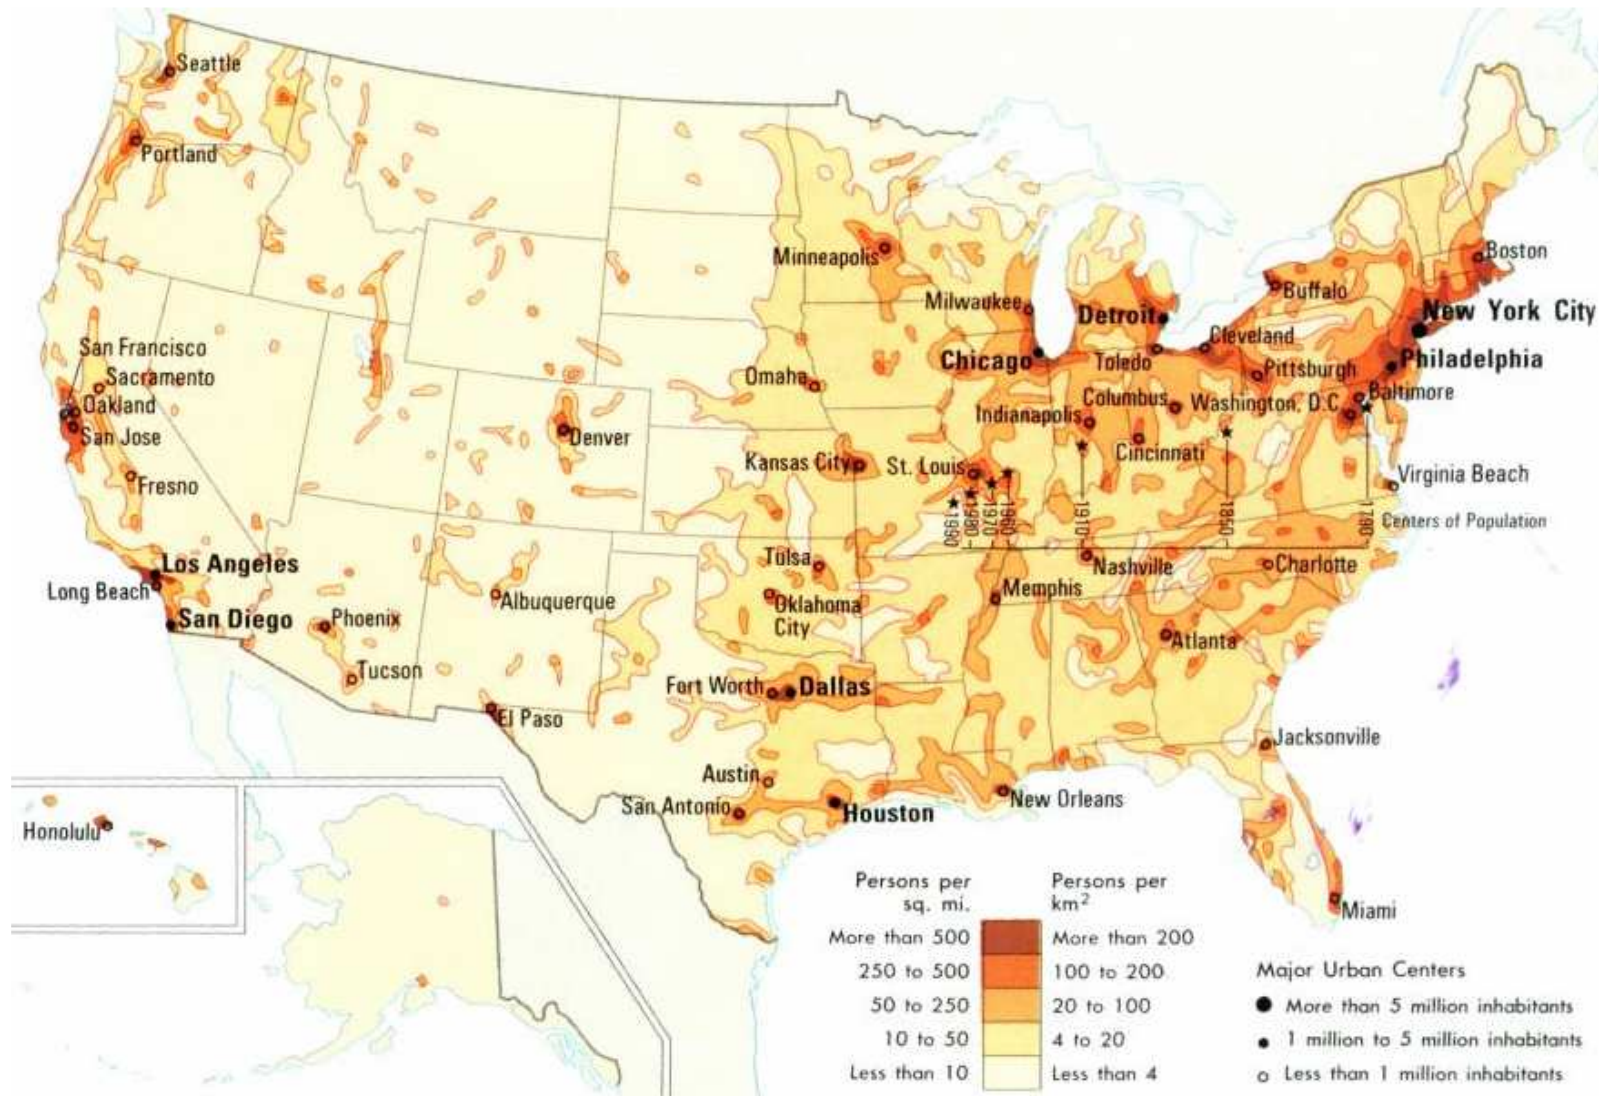 Seattle
Portland
Minneapolis
Milwaukee
Detroit
Buffalo
Boston
New York City
Cleveland
Chicago
Toledo
Pittsburgh
Philadelphia
San Francisco
Sacramento
Oakland
San Jose
Fresno
Omaha
Columbus
Washington, D.C
Baltimore
Indianapolis
Denver
Kansas City
St. Louis
Cincinnati
Virginia Beach
1990
1980
1970
1960
1910
1850
1790
Centers of Population
Los Angeles
Long Beach
San Diego
Phoenix
Tucson
Albuquerque
El Paso
Tulsa
Oklahoma
City
Nashville
Memphis
Charlotte
Atlanta
Fort Worth
Dallas
Jacksonville
Austin
San Antonio
Houston
New Orleans
Miami
Honolulu
Persons per
sq. mi.
Persons per
km²
More than 500
More than 200
250 to 500
100 to 200
50 to 250
20 to 100
10 to 50
4 to 20
Less than 10
Less than 4
Major Urban Centers
More than 5 million inhabitants
1 million to 5 million inhabitants
Less than 1 million inhabitants